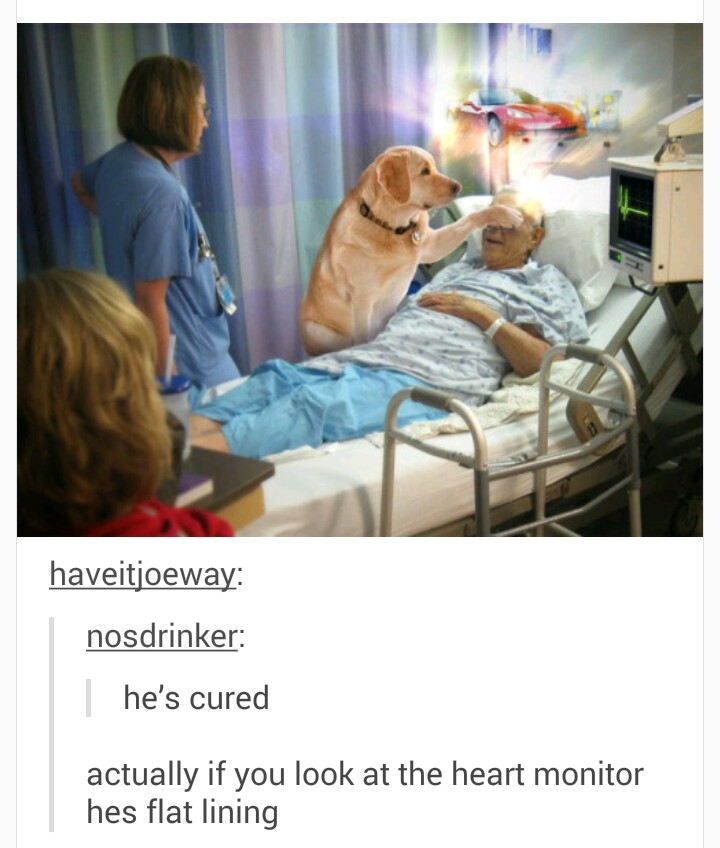 haveitjoeway:
nosdrinker:
he's cured
actually if you look at the heart monitor
hes flat lining